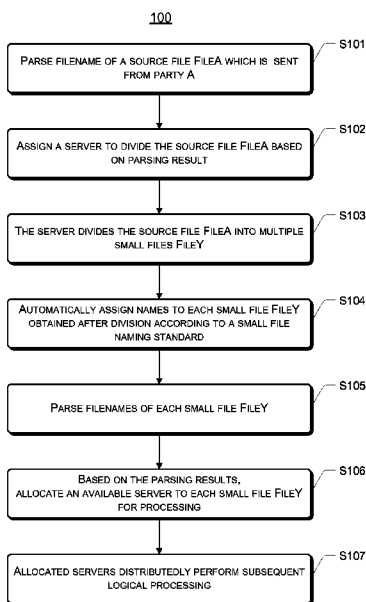 100
S101
PARSE FILENAME OF A SOURCE FILE FILEA WHICH IS SENT
FROM PARTY A
S102
ASSIGN A SERVER TO DIVIDE THE SOURCE FILE FILEA BASED
ON PARSING RESULT
S103
THE SERVER DIVIDES THE SOURCE FILE FILEA INTO MULTIPLE
SMALL FILES FILEY
S104
AUTOMATICALLY ASSIGN NAMES TO EACH SMALL FILE FILEY
OBTAINED AFTER DIVISION ACCORDING TO A SMALL FILE
NAMING STANDARD
S105
PARSE FILENAMES OF EACH SMALL FILE FILEY
S106
BASED ON THE PARSING RESULTS,
ALLOCATE AN AVAILABLE SERVER TO EACH SMALL FILE FILEY
FOR PROCESSING
S107
ALLOCATED SERVERS DISTRIBUTEDLY PERFORM SUBSEQUENT
LOGICAL PROCESSING